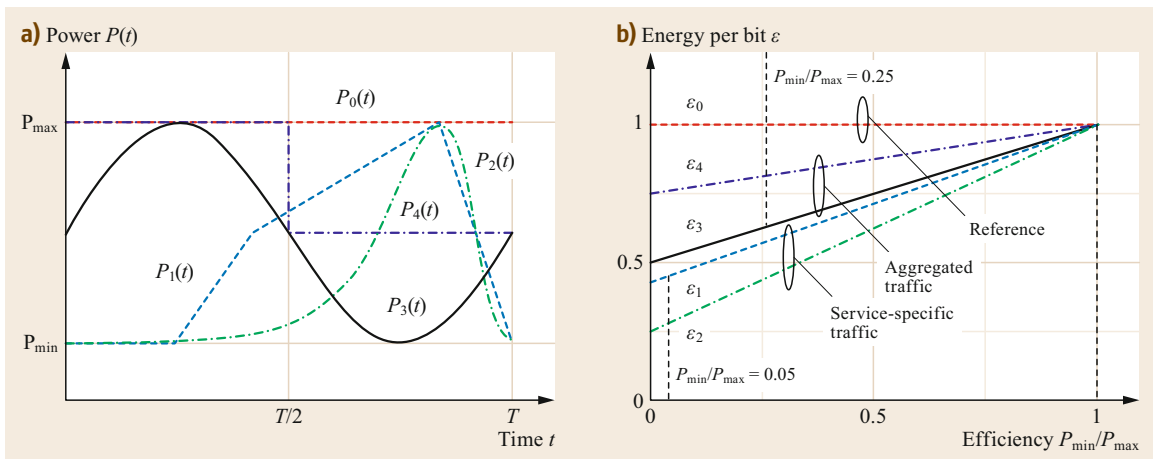 a) Power P(t)
P₀(t)
Pmax
P₂(t)
P₄(t)
P₁(t)
P₃(t)
Pmin
T/2
T
Time t
b) Energy per bit ε
Pmin/Pmax = 0.25
ε₀
1
ε₄
ε₃
Reference
0.5
Aggregated
traffic
ε₁
Service-specific
traffic
ε₂
Pmin/Pmax = 0.05
0
0
0.5
1
Efficiency Pmin/Pmax